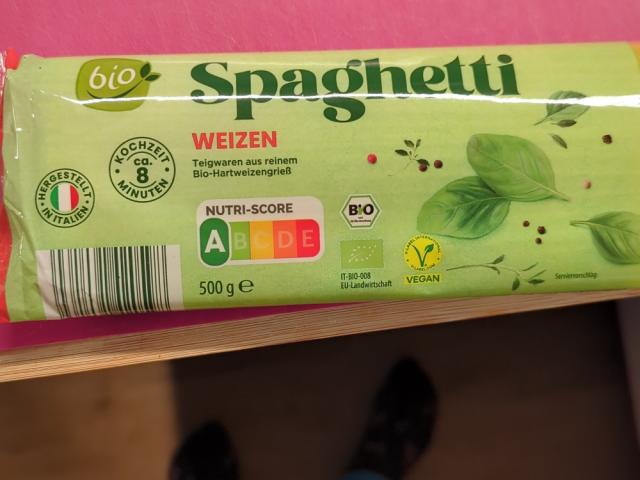 bio
Spaghetti
WEIZEN
Teigwaren aus reinem
Bio-Hartweizengrieß
KOCHZEIT
ca.
8
MINUTEN
HERGESTELLT
IN ITALIEN
NUTRI-SCORE
A B C D E
500 g e
BIO
IT-BIO-008
EU-Landwirtschaft
V
VEGAN
Serviervorschlag